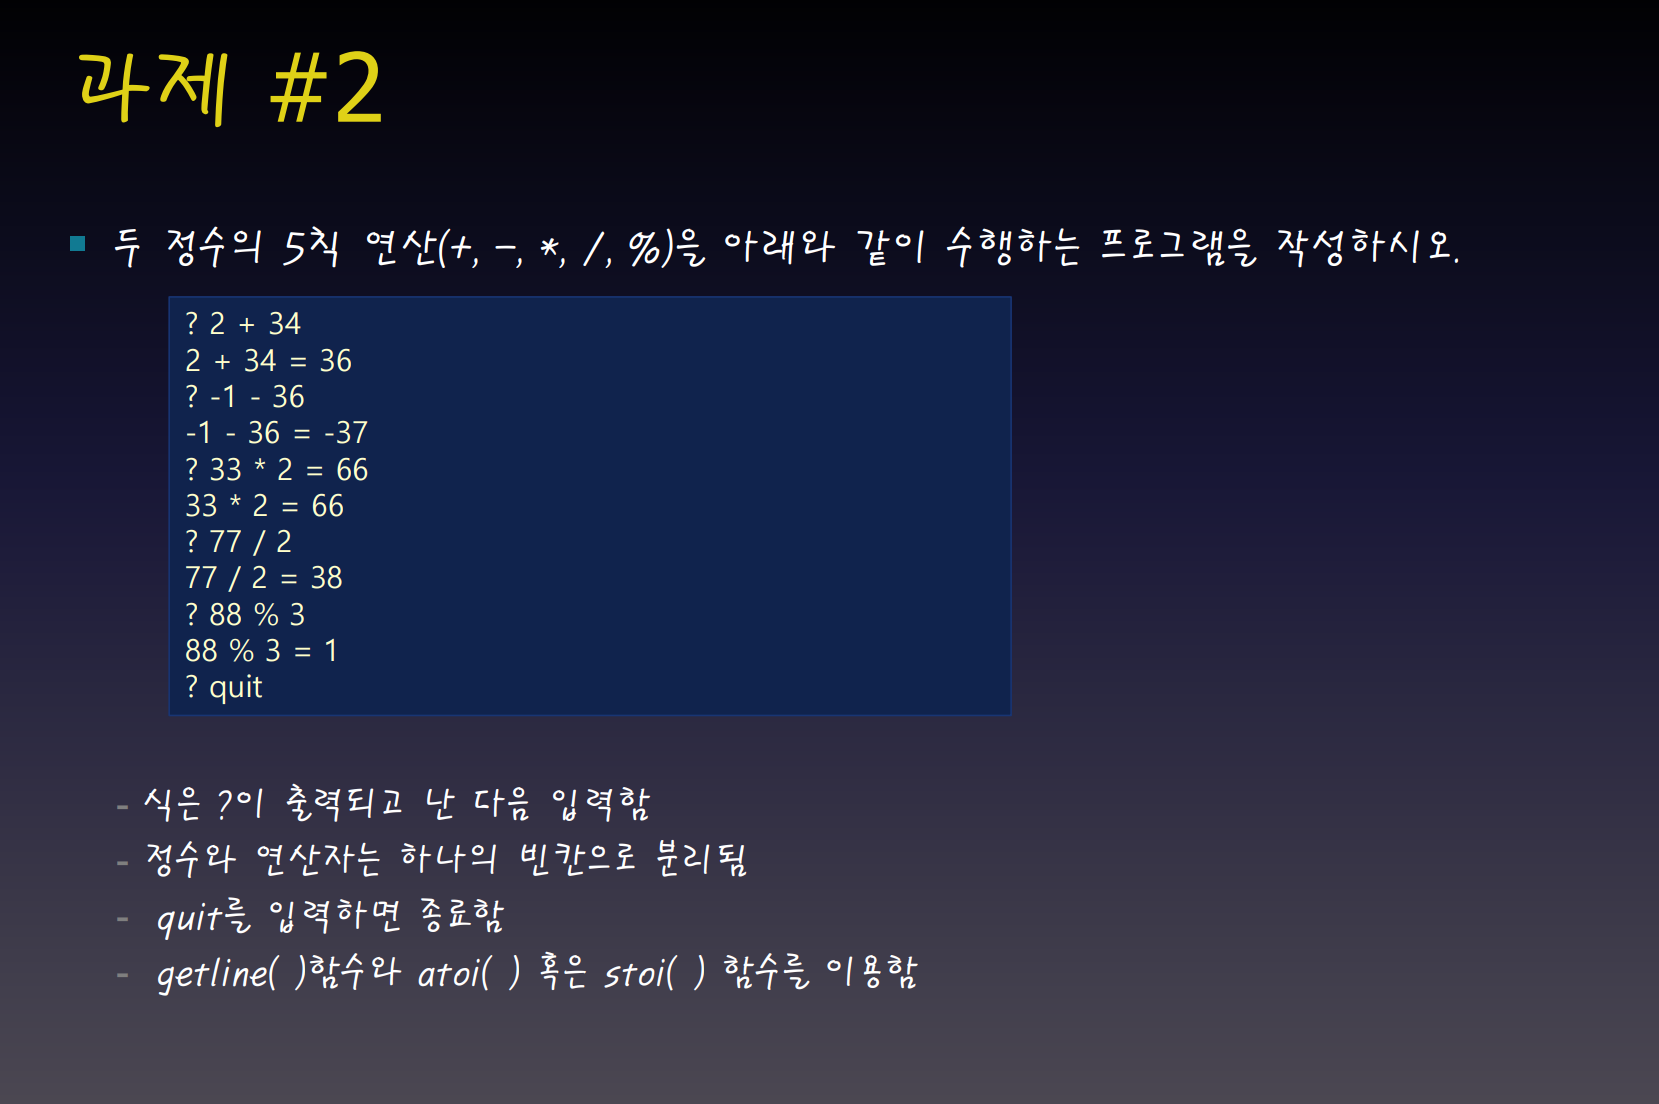 과제 #2
두 정수의 5칙 연산(+, -, *, /, %)을 아래와 같이 수행하는 프로그램을 작성하시오.
? 2 + 34
2 + 34 = 36
? -1 - 36
-1 - 36 = -37
? 33 * 2 = 66
33 * 2 = 66
? 77 / 2
77 / 2 = 38
? 88 % 3
88 % 3 = 1
? quit
- 식은 ?이 출력되고 난 다음 입력함
- 정수와 연산자는 하나의 빈칸으로 분리됨
- quit를 입력하면 종료함
- getline( )함수와 atoi( ) 혹은 stoi( ) 함수를 이용함